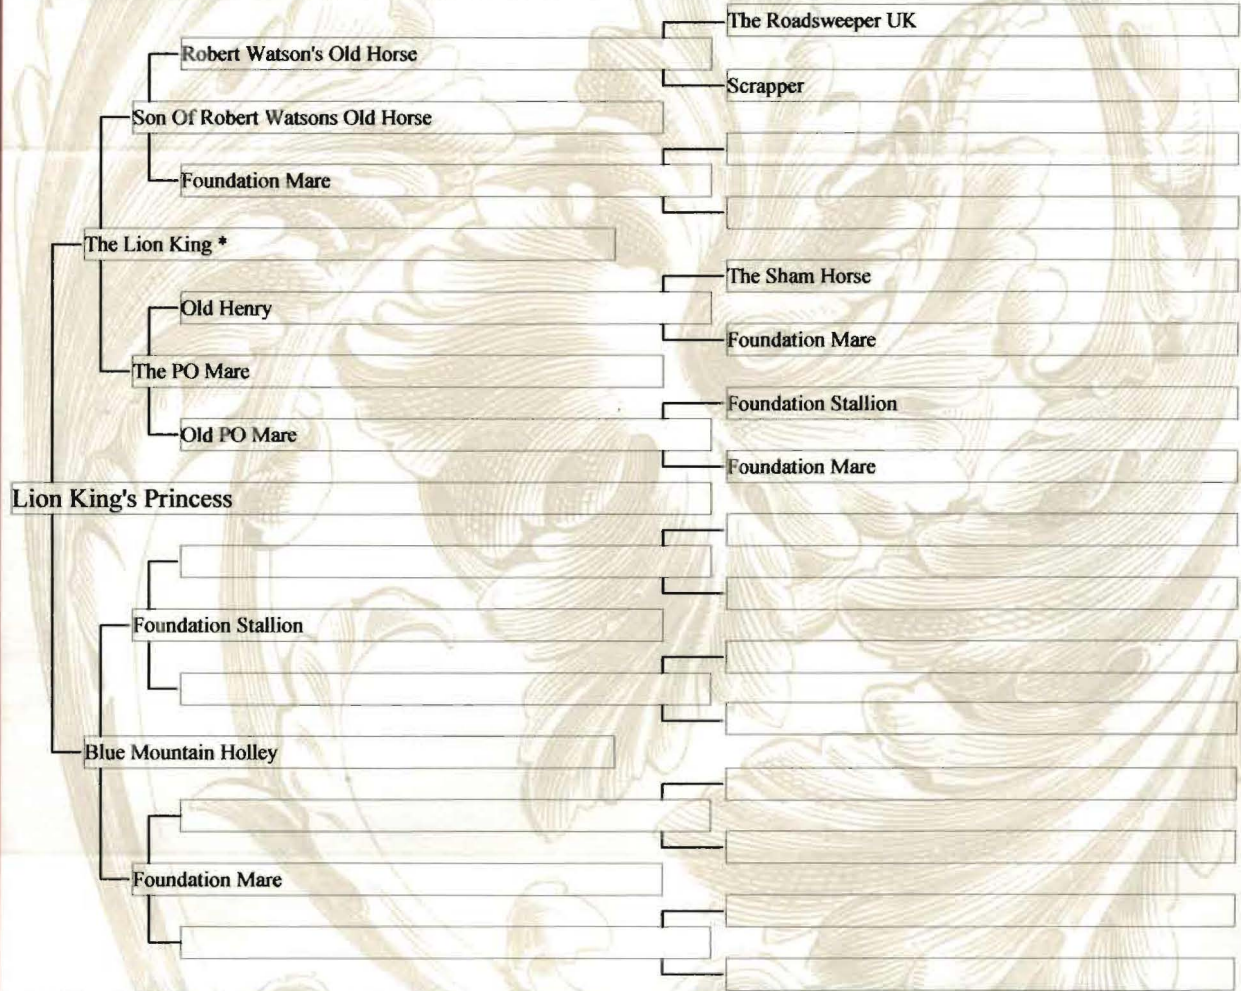 The Roadsweeper UK
Robert Watson's Old Horse
Scrapper
Son Of Robert Watsons Old Horse
Foundation Mare
The Lion King *
The Sham Horse
Old Henry
Foundation Mare
The PO Mare
Foundation Stallion
Old PO Mare
Foundation Mare
Lion King's Princess
Foundation Stallion
Blue Mountain Holley
Foundation Mare